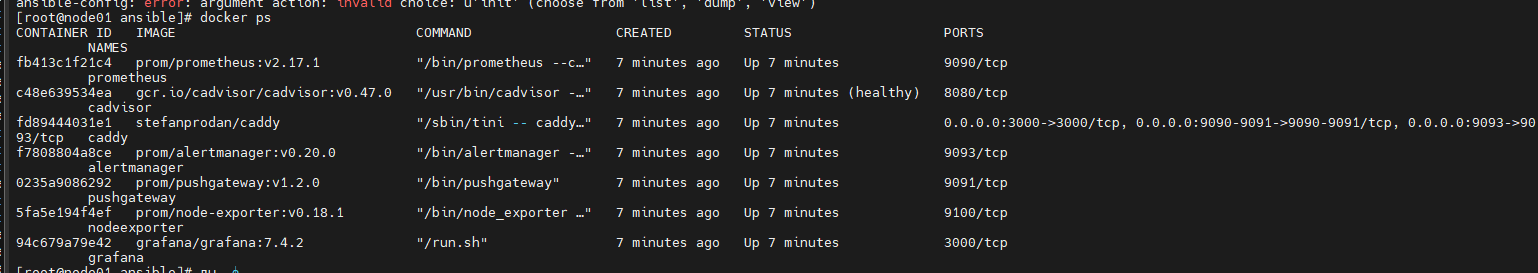 ansible-config: error: argument action: invalid choice: u'init' (choose from 'list', 'dump', 'view')
[root@node01 ansible]# docker ps
CONTAINER ID   IMAGE                              COMMAND                  CREATED         STATUS                   PORTS
         NAMES
fb413c1f21c4   prom/prometheus:v2.17.1            "/bin/prometheus --c…"   7 minutes ago   Up 7 minutes             9090/tcp
         prometheus
c48e639534ea   gcr.io/cadvisor/cadvisor:v0.47.0   "/usr/bin/cadvisor -…"   7 minutes ago   Up 7 minutes (healthy)   8080/tcp
         cadvisor
fd89444031e1   stefanprodan/caddy                 "/sbin/tini -- caddy…"   7 minutes ago   Up 7 minutes             0.0.0.0:3000->3000/tcp, 0.0.0.0:9090-9091->9090-9091/tcp, 0.0.0.0:9093->90
93/tcp   caddy
f7808804a8ce   prom/alertmanager:v0.20.0          "/bin/alertmanager -…"   7 minutes ago   Up 7 minutes             9093/tcp
         alertmanager
0235a9086292   prom/pushgateway:v1.2.0            "/bin/pushgateway"       7 minutes ago   Up 7 minutes             9091/tcp
         pushgateway
5fa5e194f4ef   prom/node-exporter:v0.18.1         "/bin/node_exporter …"   7 minutes ago   Up 7 minutes             9100/tcp
         nodeexporter
94c679a79e42   grafana/grafana:7.4.2              "/run.sh"                7 minutes ago   Up 7 minutes             3000/tcp
         grafana
[root@node01 ansible]#